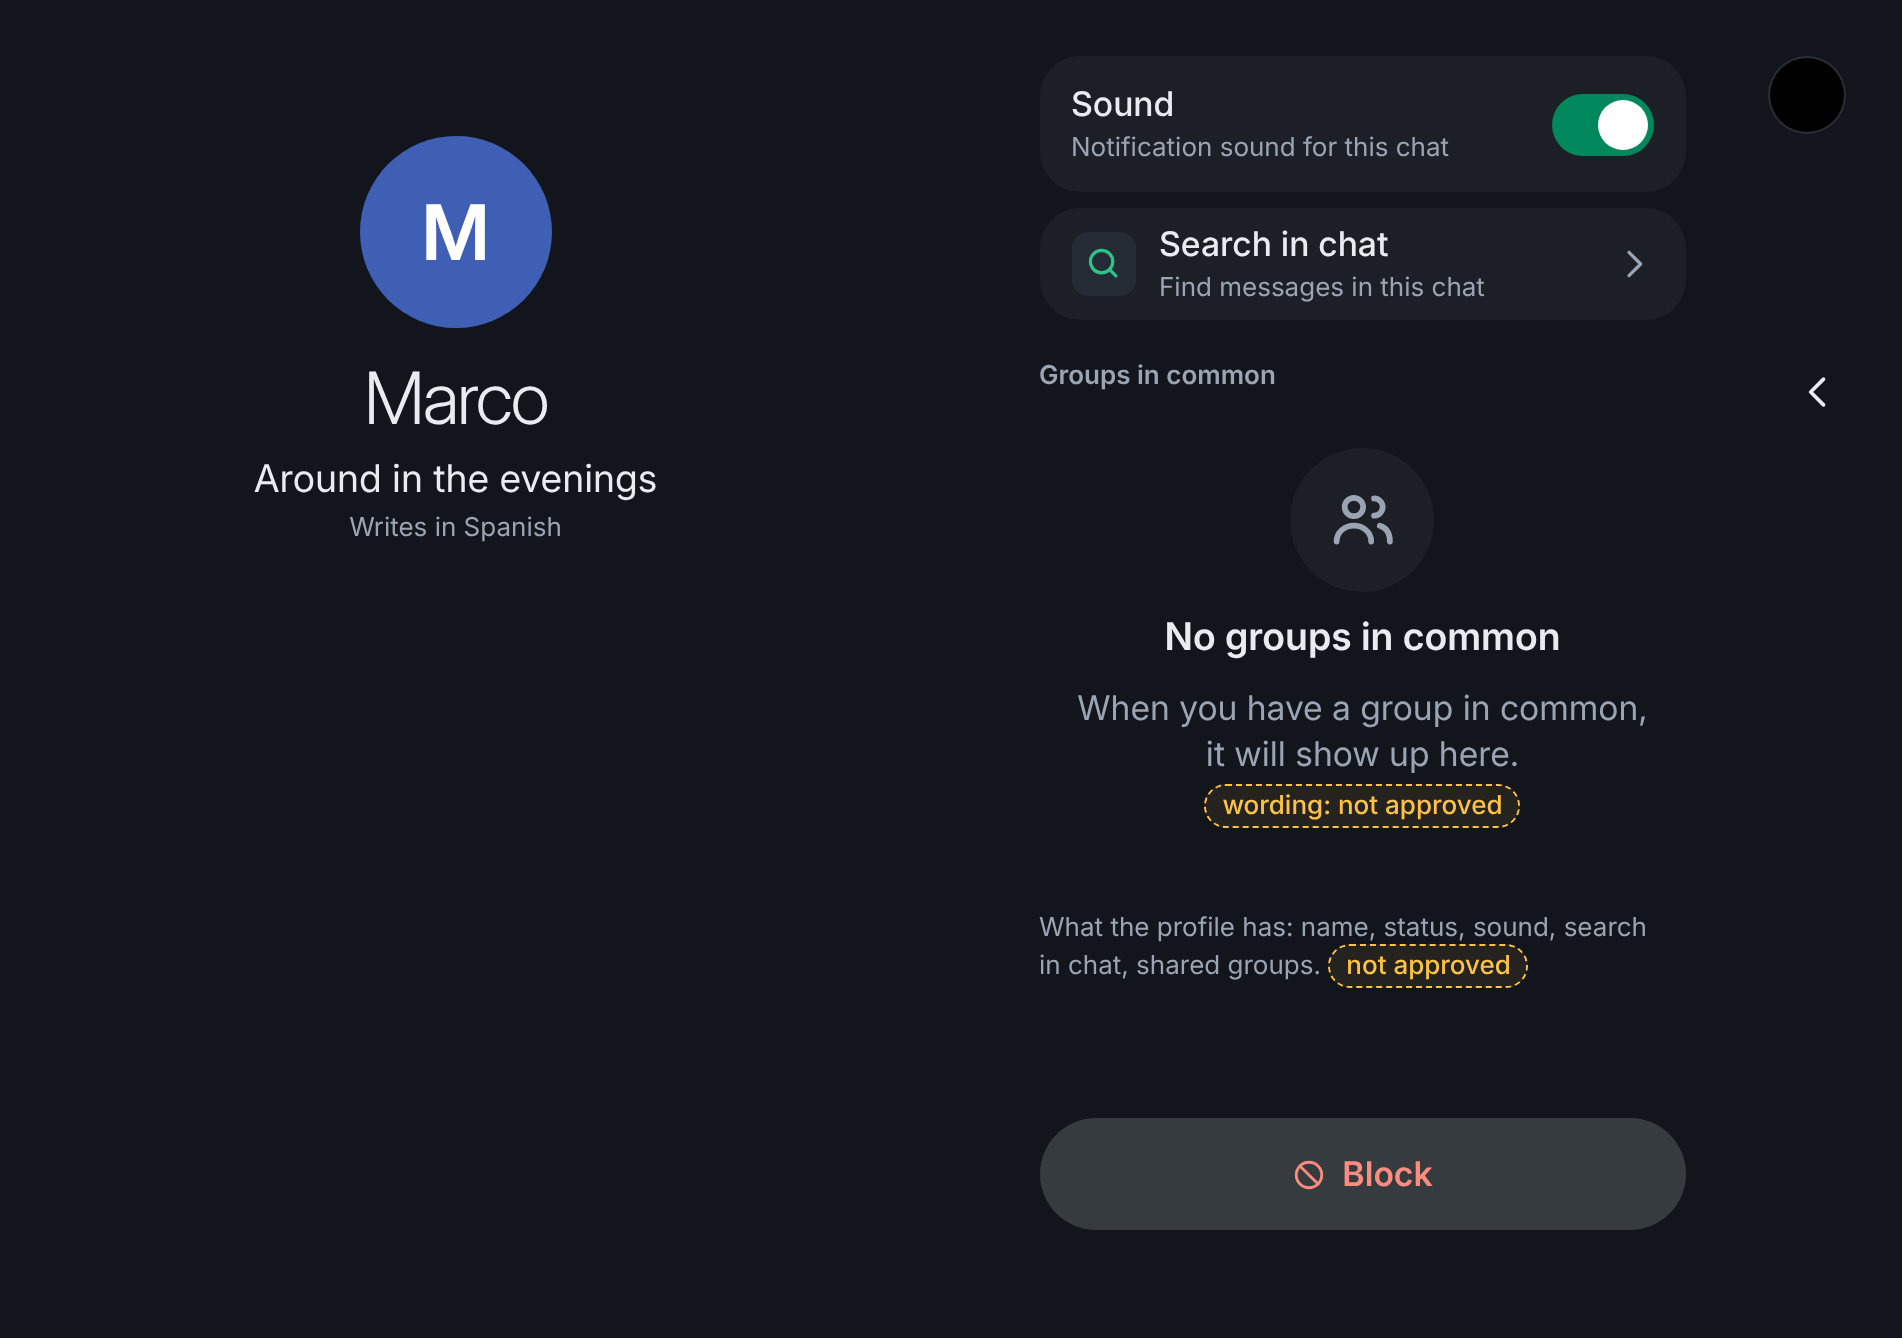 M
Marco
Around in the evenings
Writes in Spanish
Sound
Notification sound for this chat
Search in chat
Find messages in this chat
Groups in common
No groups in common
When you have a group in common,
it will show up here.
wording: not approved
What the profile has: name, status, sound, search
in chat, shared groups. not approved
Block